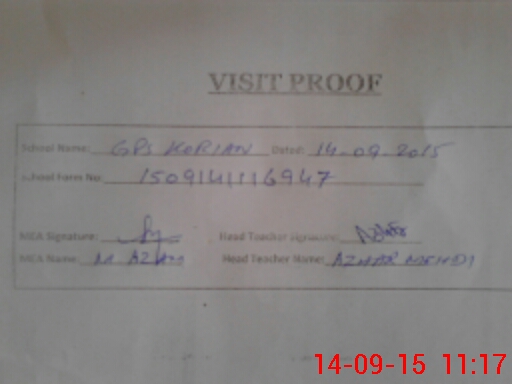 VISIT PROOF
School Name: GPS KORIAN Dated: 14-09-2015
School Form No: 1509141116947
MEA Signature: Head Teacher Signature:
MEA Name: M AZAM Head Teacher Name: AZHAR MEHDI
14-09-15 11:17